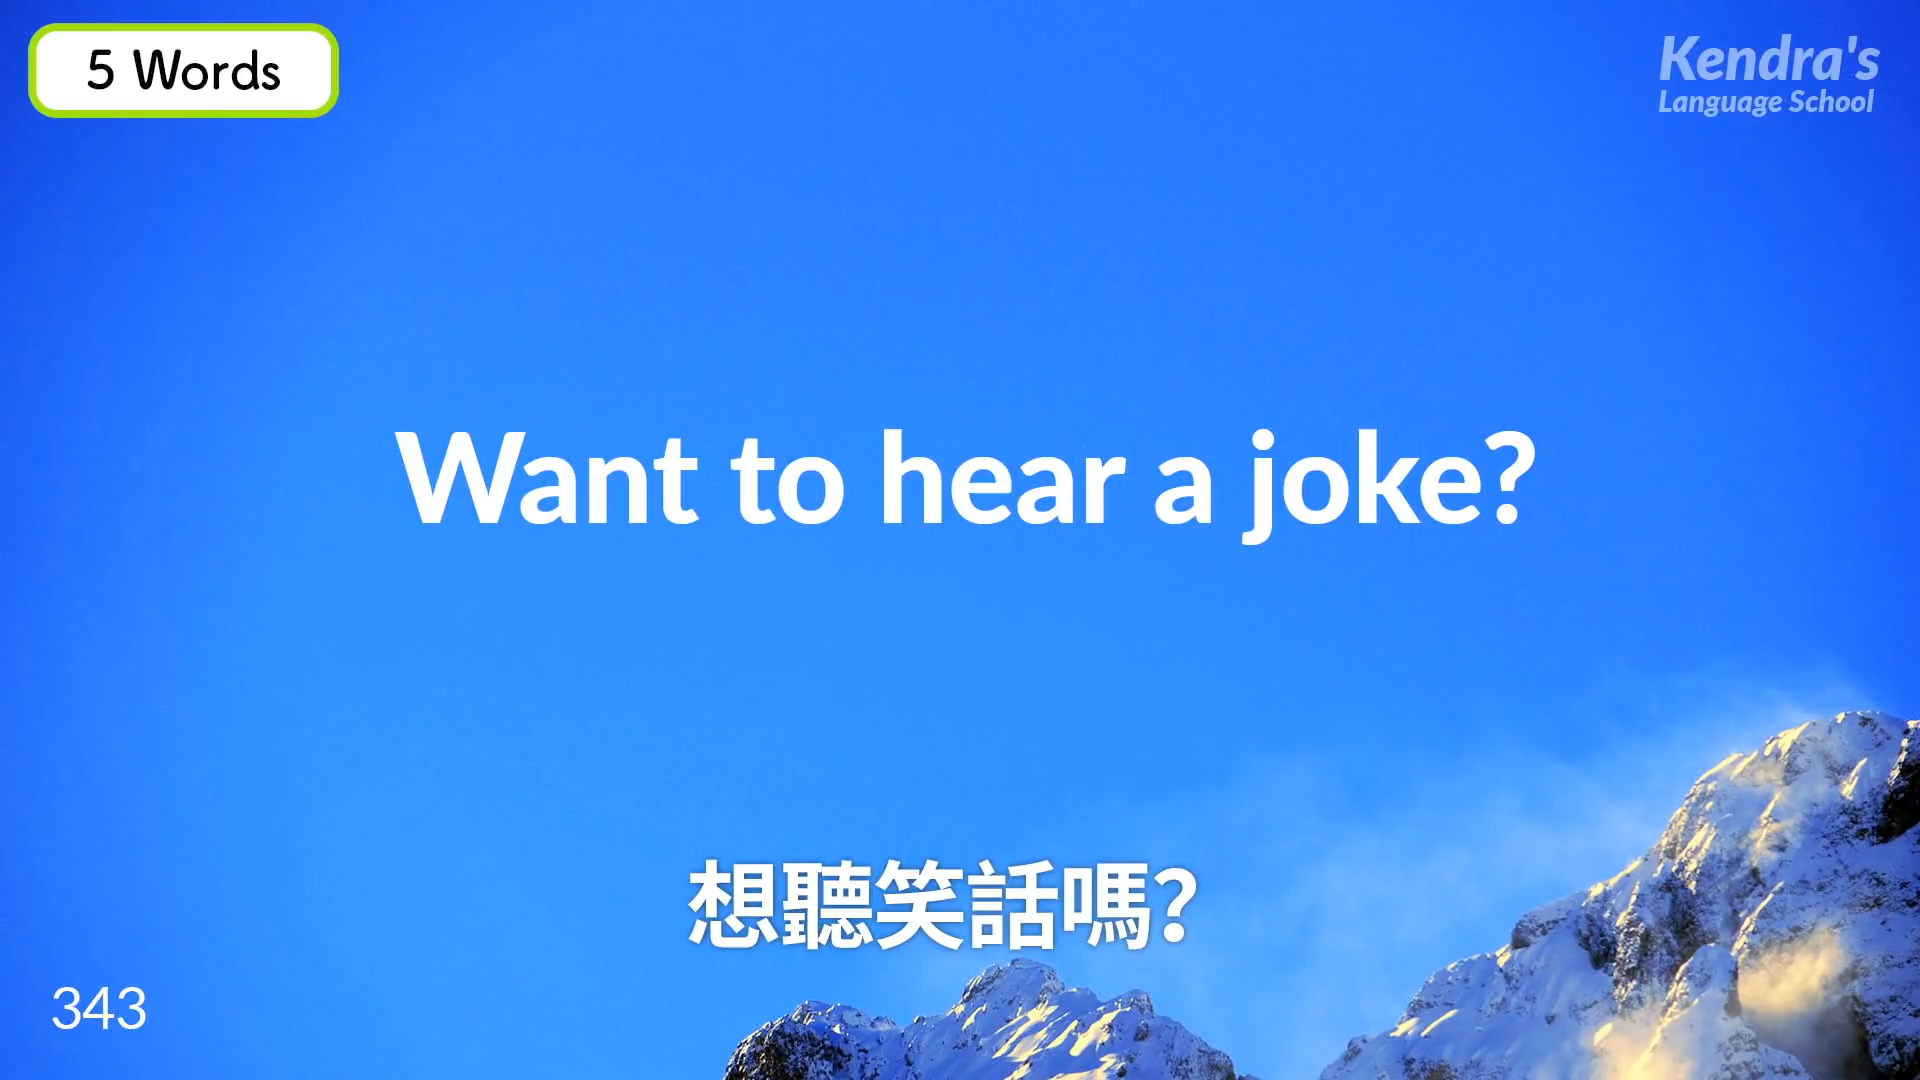 5 Words
Kendra's
Language School
Want to hear a joke?
想聽笑話嗎?
343